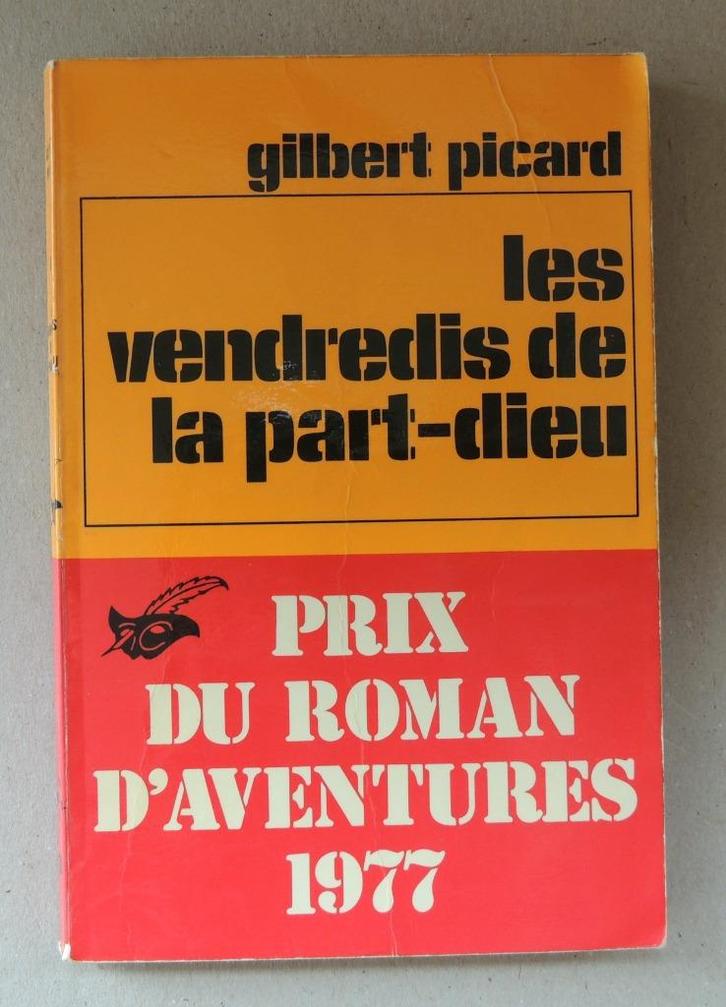 gilbert picard
les
vendredis de
la part-dieu
PRIX
DU ROMAN
D'AVENTURES
1977